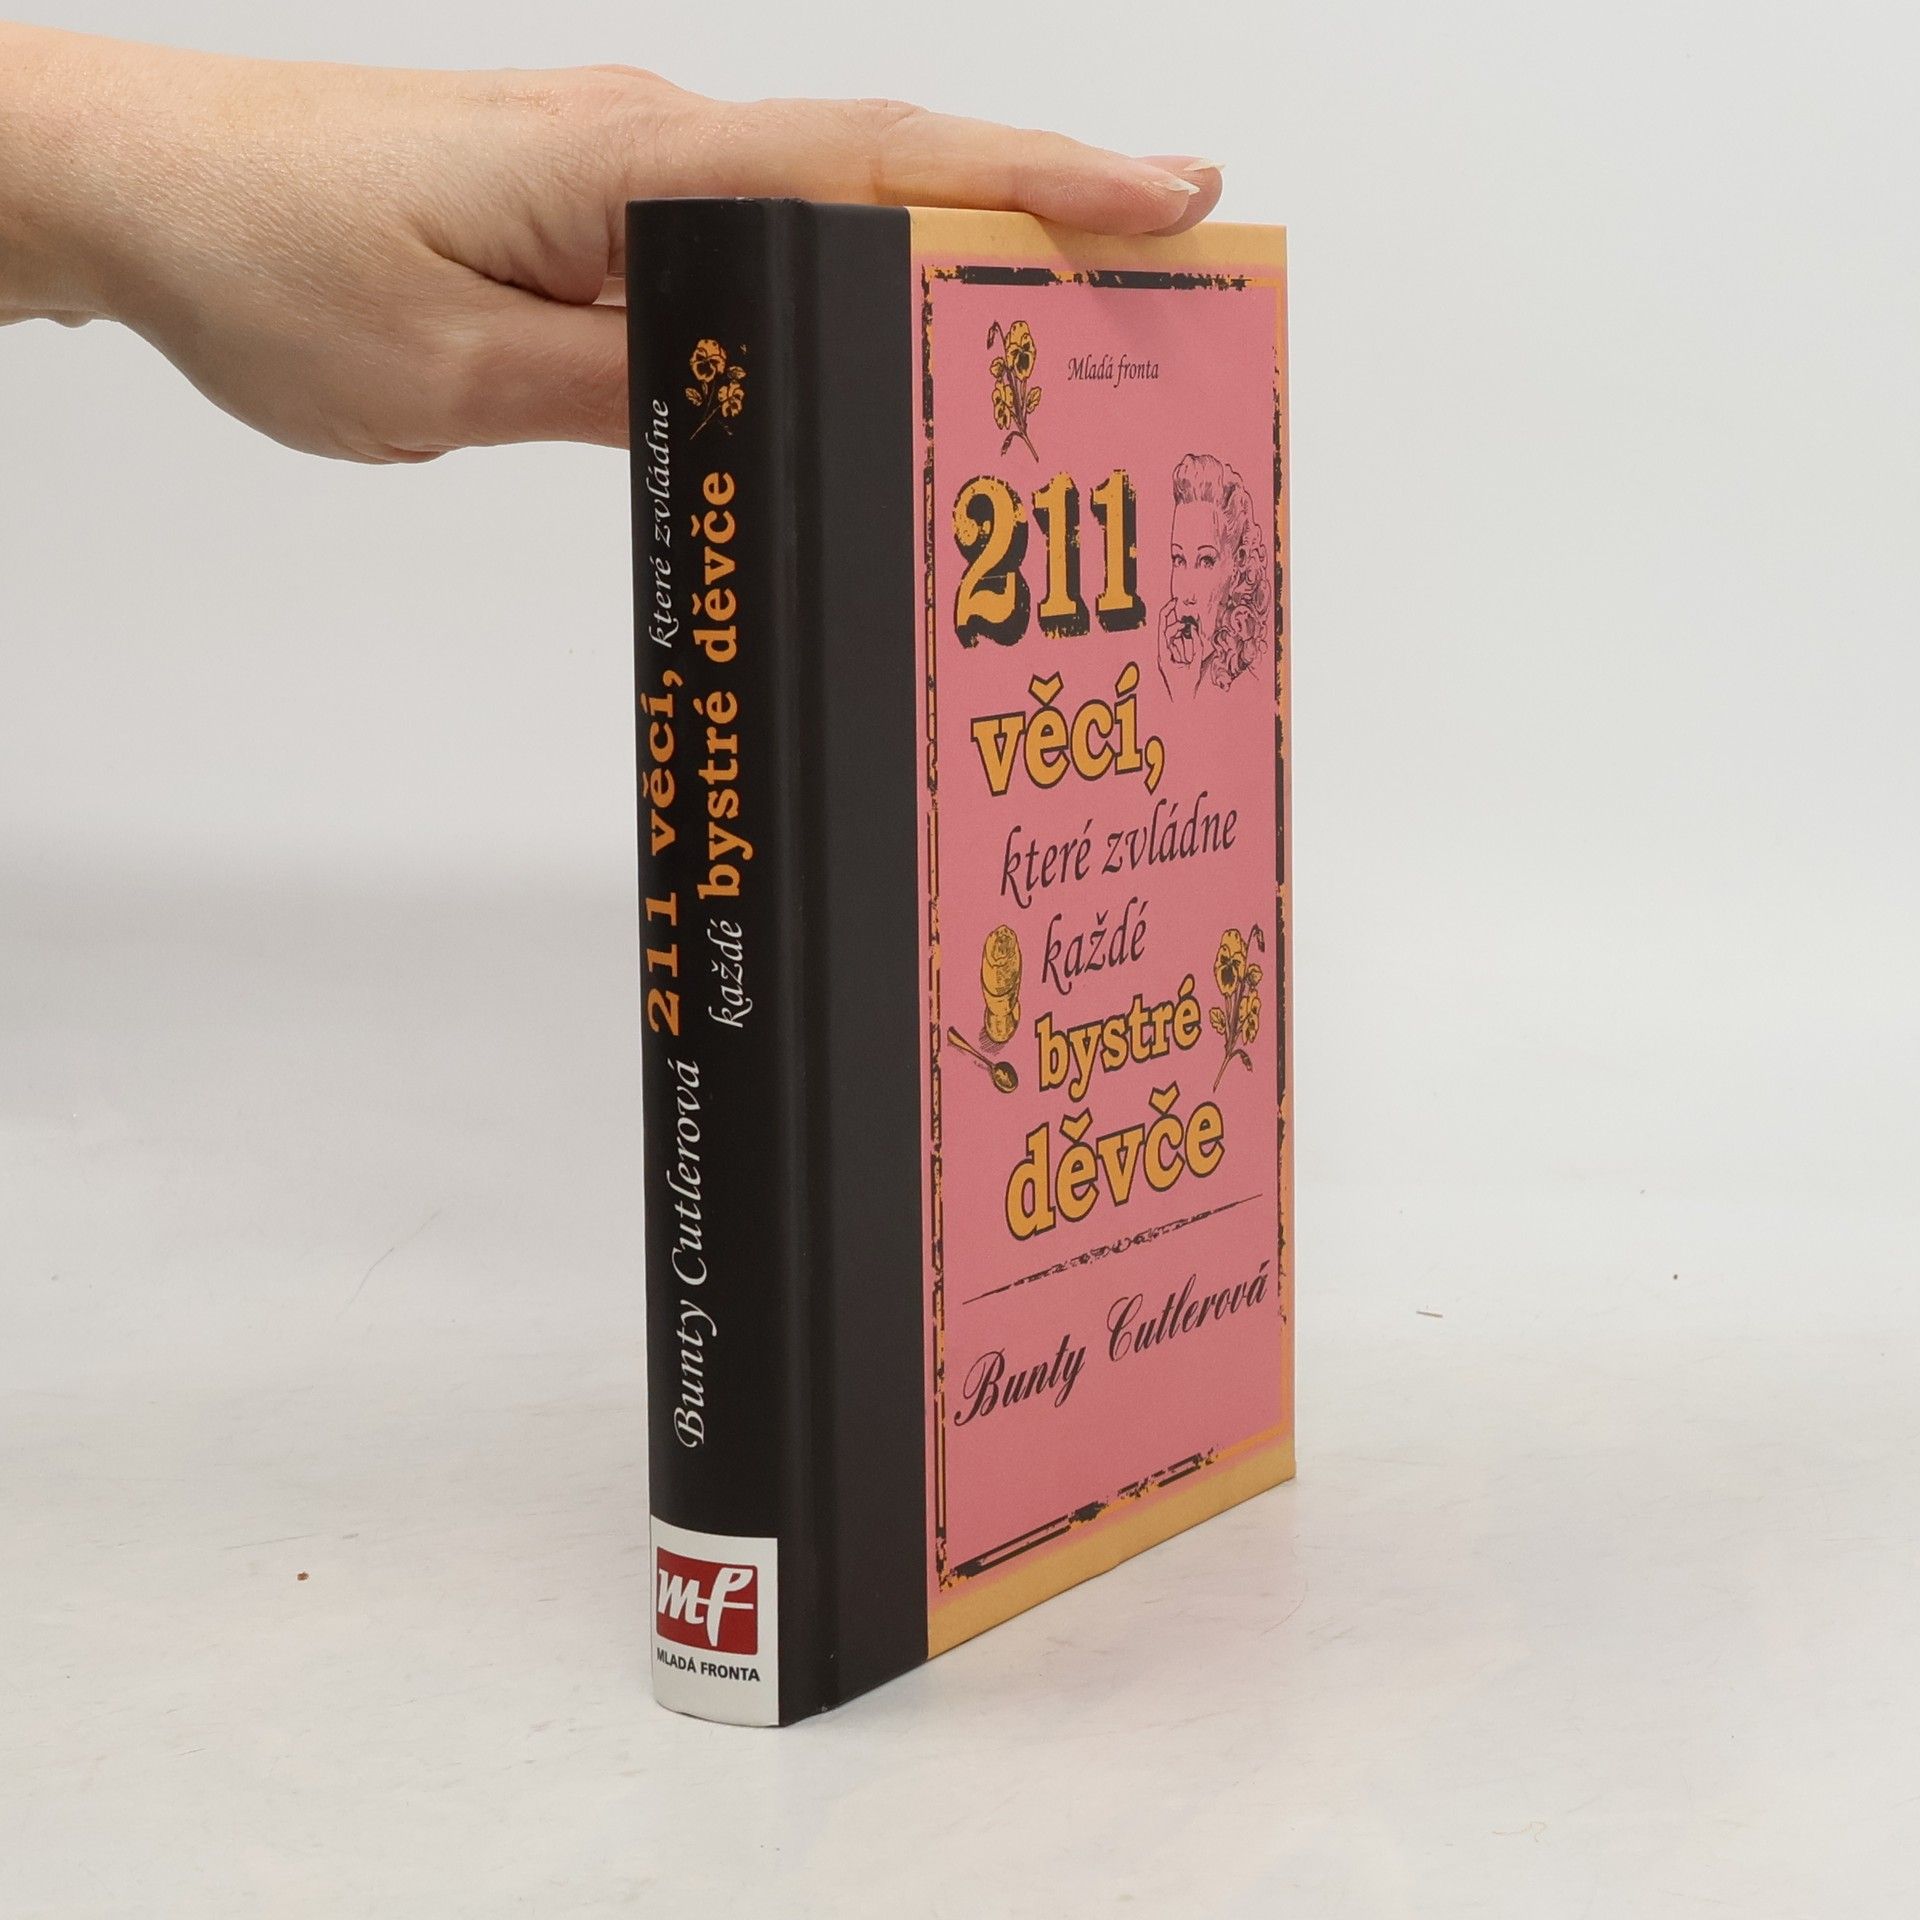 Bunty Cutlerová 211 věcí, které zvládne
každé bystré děvče
mf
MLADÁ FRONTA
Mladá fronta
211
věcí,
které zvládne
každé
bystré
děvče
Bunty Cutlerová